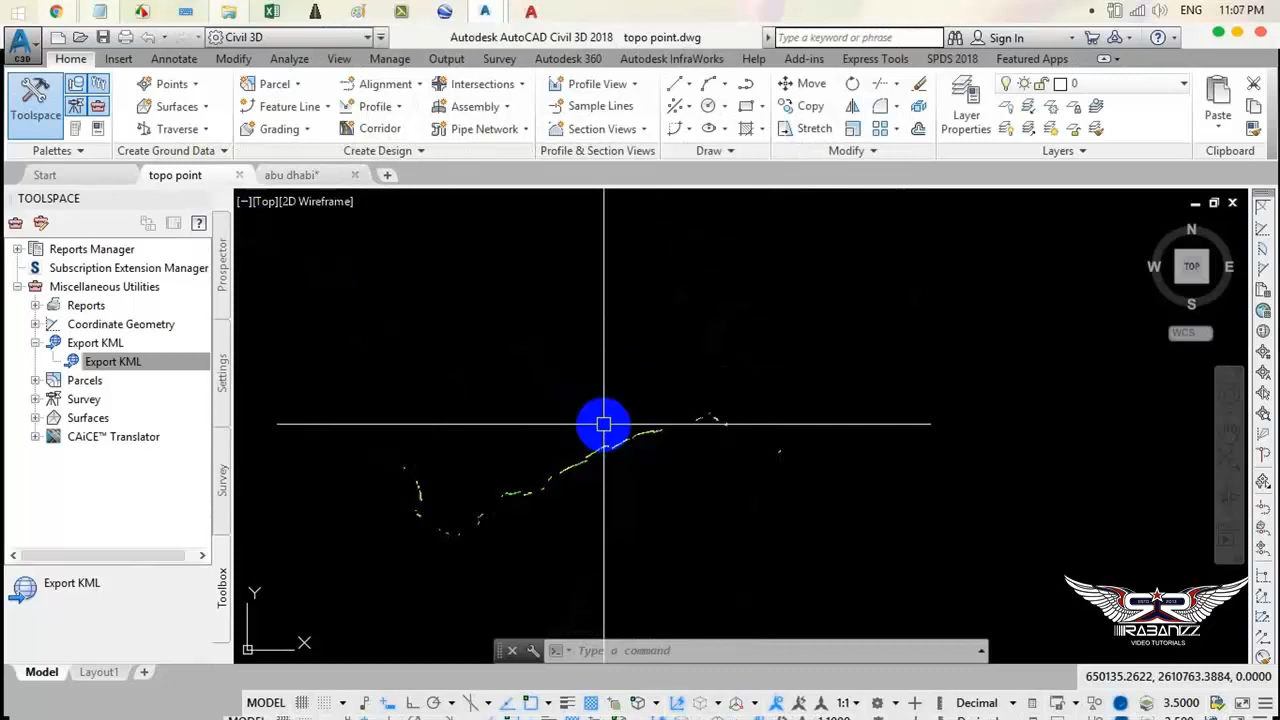 ENG 11:07 PM
Civil 3D
Autodesk AutoCAD Civil 3D 2018 topo point.dwg
Type a keyword or phrase
Sign In
C3D
Home Insert Annotate Modify Analyze View Manage Output Survey Autodesk 360 Autodesk InfraWorks Help Add-ins Express Tools SPDS 2018 Featured Apps
Toolspace
Points
Surfaces
Traverse
Parcel
Feature Line
Grading
Alignment
Profile
Corridor
Intersections
Assembly
Pipe Network
Profile View
Sample Lines
Section Views
Move
Copy
Stretch
Layer Properties
0
Paste
Palettes Create Ground Data Create Design Profile & Section Views Draw Modify Layers Clipboard
Start topo point abu dhabi*
TOOLSPACE
Reports Manager
Subscription Extension Manager
Miscellaneous Utilities
Reports
Coordinate Geometry
Export KML
Export KML
Parcels
Survey
Surfaces
CAiCE™ Translator
Export KML
Prospector
Settings
Survey
Toolbox
[−][Top][2D Wireframe]
N
W TOP E
S
WCS
Y
X
Type a command
RABANIZZ
VIDEO TUTORIALS
Model Layout1
650135.2622, 2610763.3884, 0.0000
MODEL 1:1 Decimal 3.5000